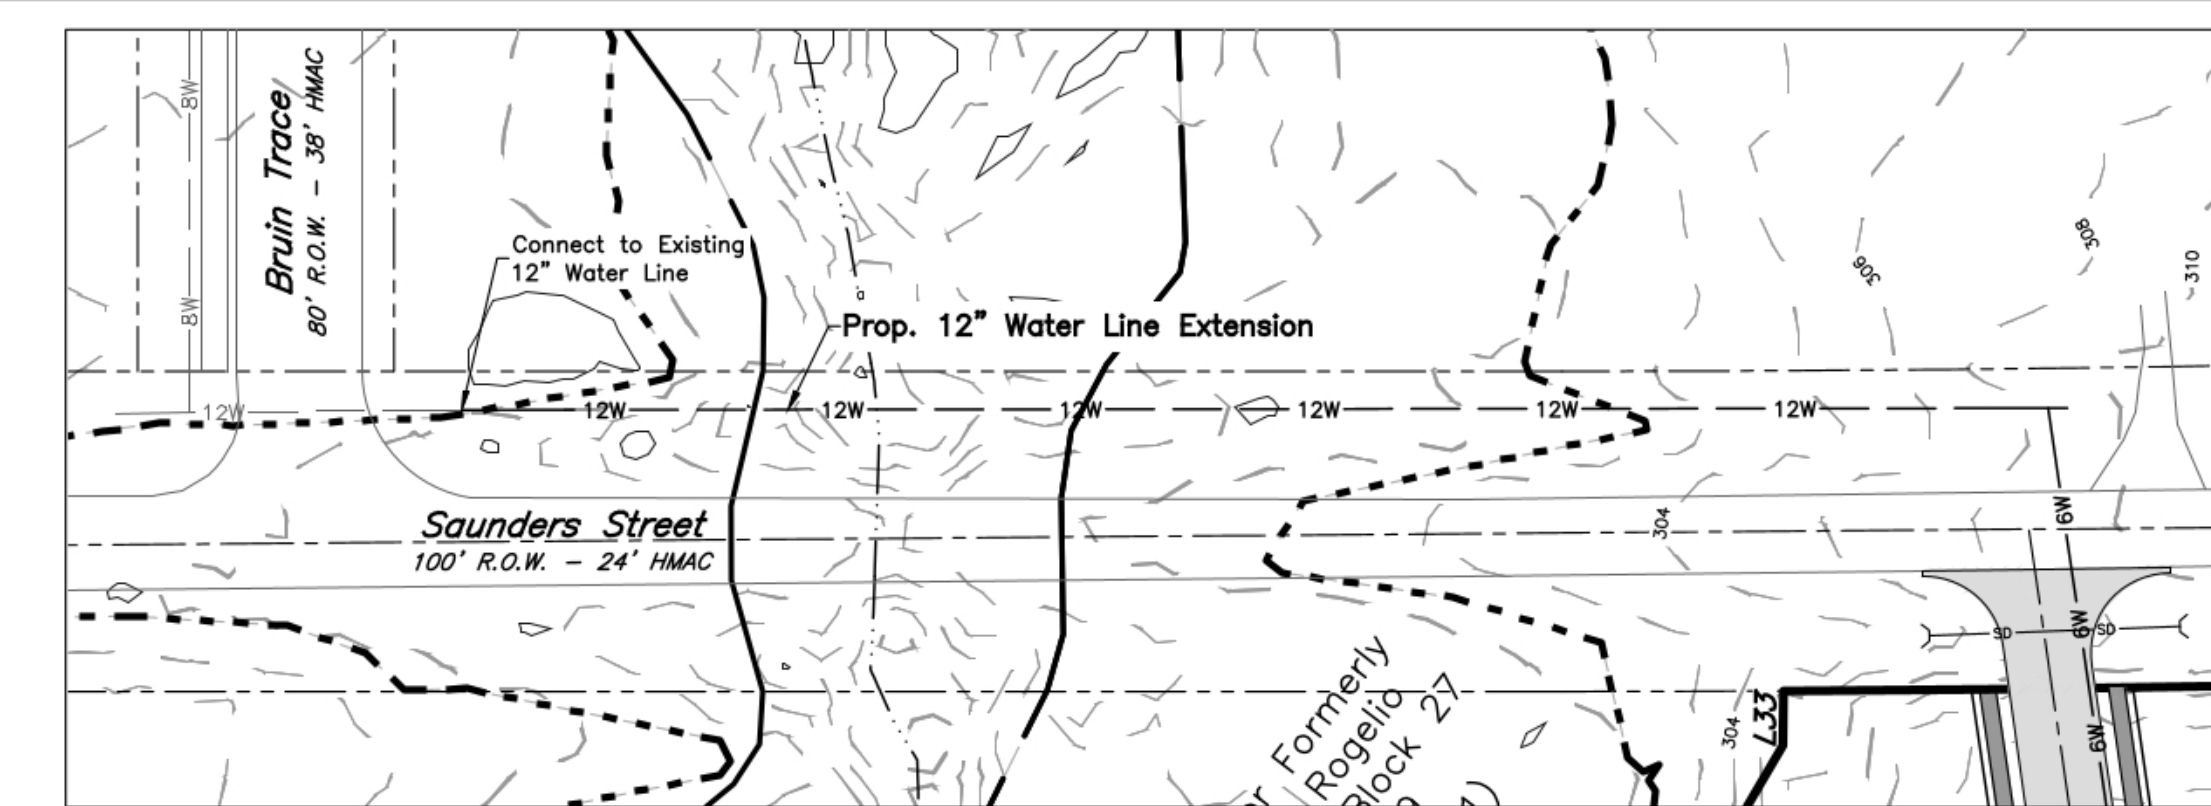 8W
8W
Bruin Trace
80' R.O.W. - 38' HMAC
Connect to Existing
12" Water Line
Prop. 12" Water Line Extension
308
306
310
12W
12W
12W
12W
12W
12W
12W
Saunders Street
100' R.O.W. - 24' HMAC
304
6W
6W
SD
SD
Formerly
Rogelio
Block 27
304
L33
6W